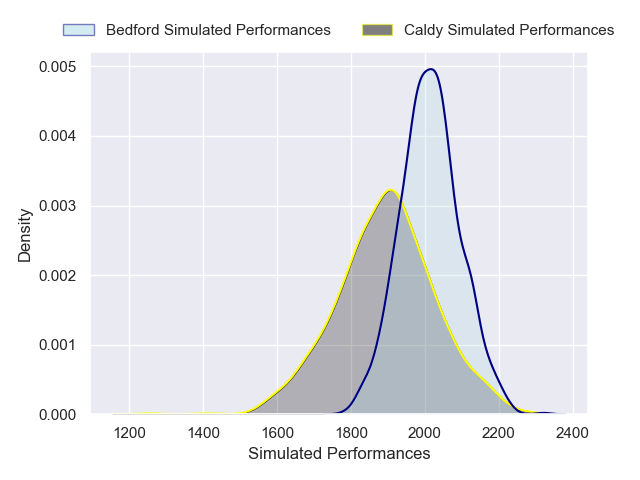 Bedford Simulated Performances
Caldy Simulated Performances
0.005
0.004
0.003
0.002
0.001
0.000
Density
1200 1400 1600 1800 2000 2200 2400
Simulated Performances